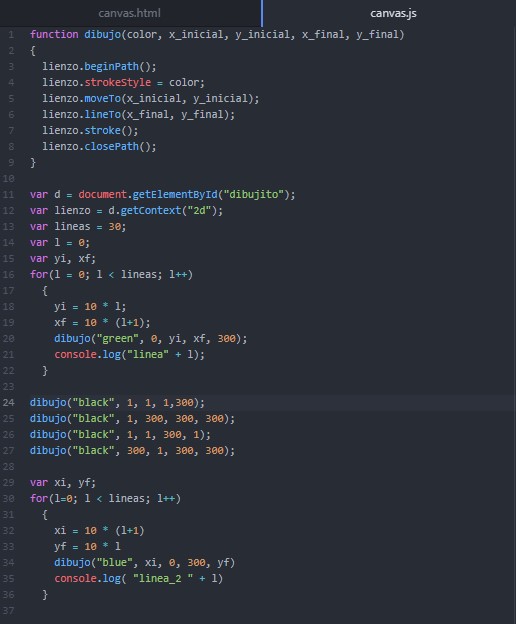 canvas.html canvas.js
1 function dibujo(color, x_inicial, y_inicial, x_final, y_final)
2 {
3 lienzo.beginPath();
4 lienzo.strokeStyle = color;
5 lienzo.moveTo(x_inicial, y_inicial);
6 lienzo.lineTo(x_final, y_final);
7 lienzo.stroke();
8 lienzo.closePath();
9 }
10
11 var d = document.getElementById("dibujito");
12 var lienzo = d.getContext("2d");
13 var lineas = 30;
14 var l = 0;
15 var yi, xf;
16 for(l = 0; l < lineas; l++)
17 {
18 yi = 10 * l;
19 xf = 10 * (l+1);
20 dibujo("green", 0, yi, xf, 300);
21 console.log("linea" + l);
22 }
23
24 dibujo("black", 1, 1, 1,300);
25 dibujo("black", 1, 300, 300, 300);
26 dibujo("black", 1, 1, 300, 1);
27 dibujo("black", 300, 1, 300, 300);
28
29 var xi, yf;
30 for(l=0; l < lineas; l++)
31 {
32 xi = 10 * (l+1)
33 yf = 10 * l
34 dibujo("blue", xi, 0, 300, yf)
35 console.log( "linea_2 " + l)
36 }
37